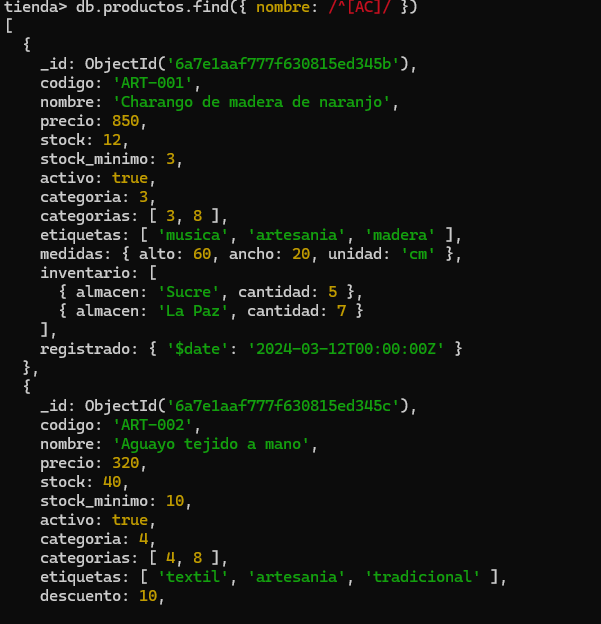 tienda> db.productos.find({ nombre: /^[AC]/ })
[
  {
    _id: ObjectId('6a7e1aaf777f630815ed345b'),
    codigo: 'ART-001',
    nombre: 'Charango de madera de naranjo',
    precio: 850,
    stock: 12,
    stock_minimo: 3,
    activo: true,
    categoria: 3,
    categorias: [ 3, 8 ],
    etiquetas: [ 'musica', 'artesania', 'madera' ],
    medidas: { alto: 60, ancho: 20, unidad: 'cm' },
    inventario: [
      { almacen: 'Sucre', cantidad: 5 },
      { almacen: 'La Paz', cantidad: 7 }
    ],
    registrado: { '$date': '2024-03-12T00:00:00Z' }
  },
  {
    _id: ObjectId('6a7e1aaf777f630815ed345c'),
    codigo: 'ART-002',
    nombre: 'Aguayo tejido a mano',
    precio: 320,
    stock: 40,
    stock_minimo: 10,
    activo: true,
    categoria: 4,
    categorias: [ 4, 8 ],
    etiquetas: [ 'textil', 'artesania', 'tradicional' ],
    descuento: 10,